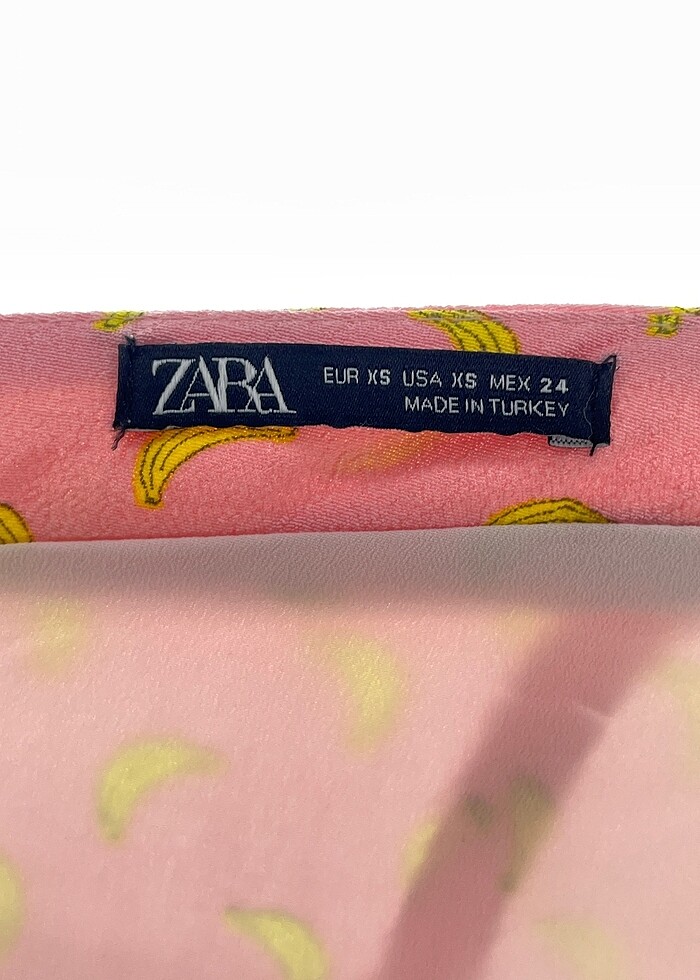 ZARA
EUR XS USA XS MEX 24
MADE IN TURKEY